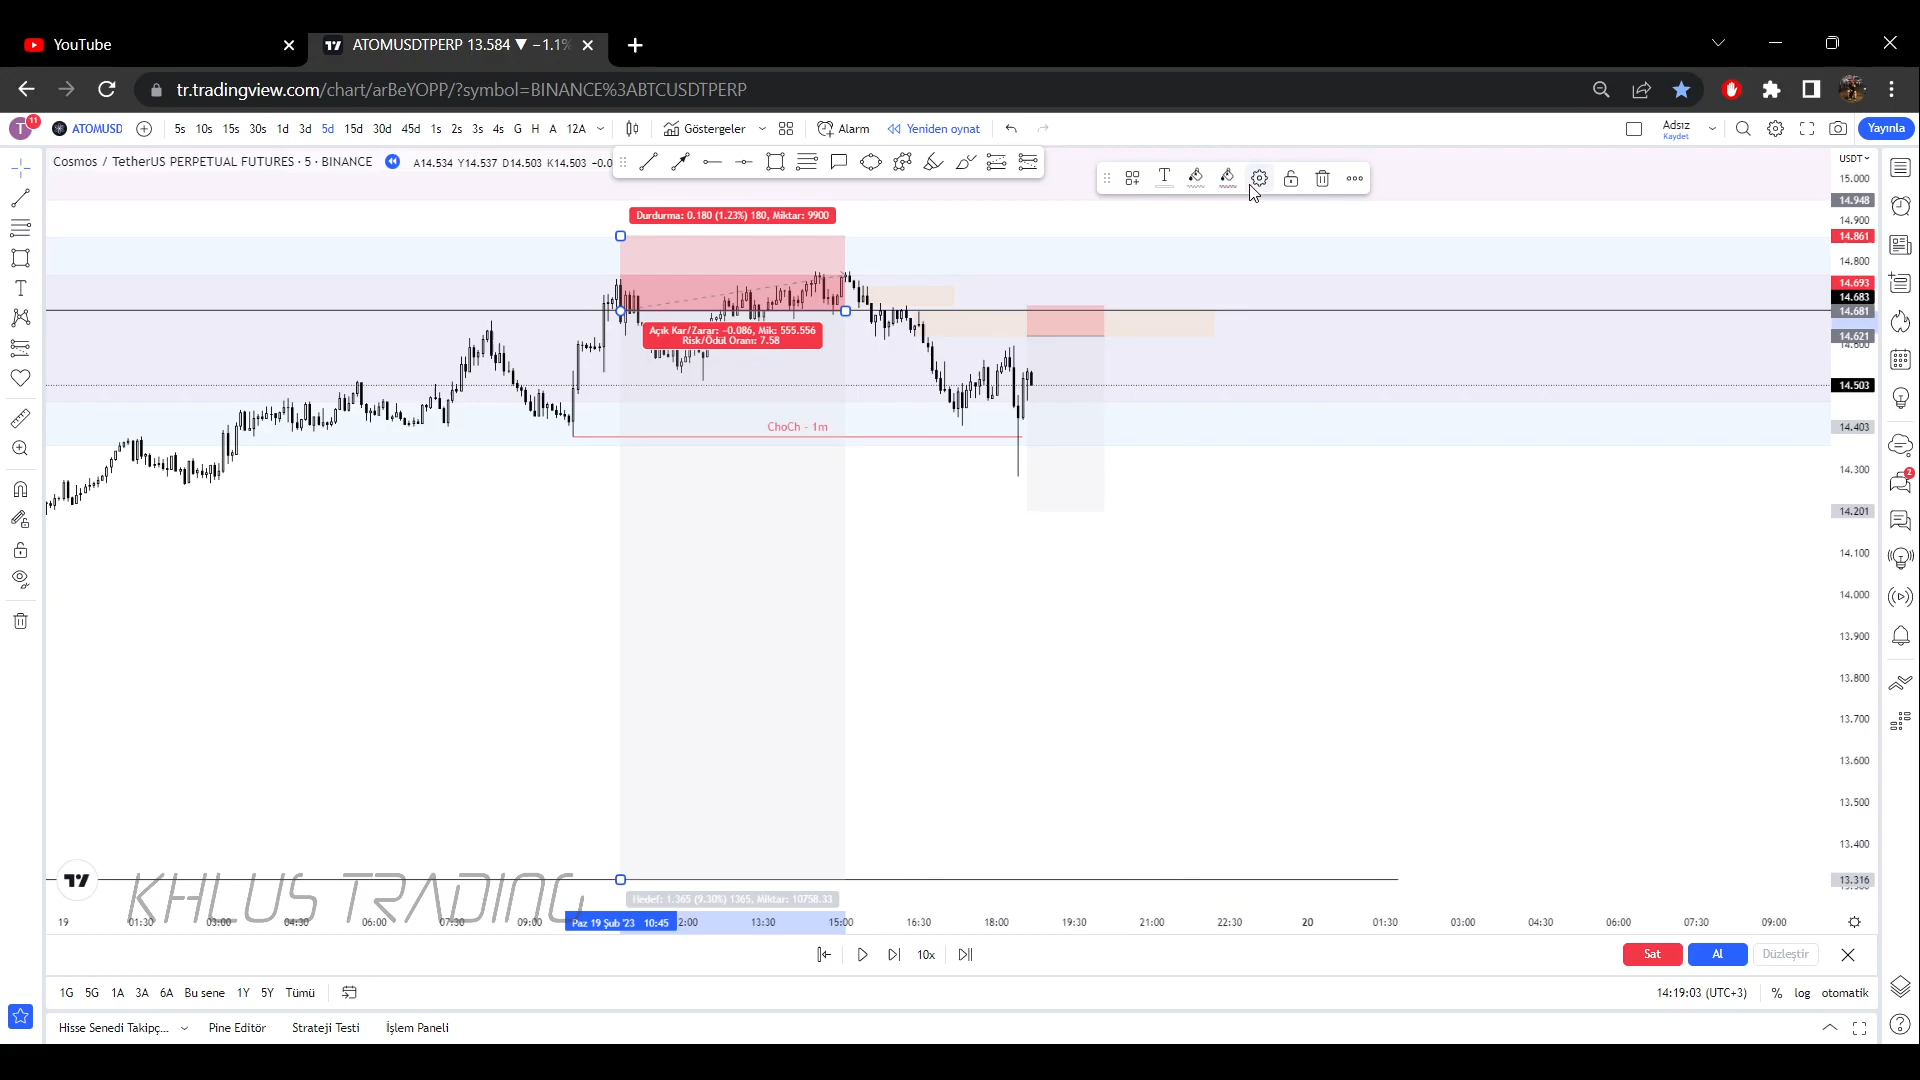 YouTube
ATOMUSDTPERP 13.584 ▼ −1.1%
tr.tradingview.com/chart/arBeYOPP/?symbol=BINANCE%3ABTCUSDTPERP
T
11
ATOMUSD
5s 10s 15s 30s 1d 3d 5d 15d 30d 45d 1s 2s 3s 4s G H A 12A
Göstergeler
Alarm
Yeniden oynat
Adsız
Kaydet
Yayınla
Cosmos / TetherUS PERPETUAL FUTURES · 5 · BINANCE
A14.534 Y14.537 D14.503 K14.503 −0.0
USDT
15.000
14.948
14.900
14.861
14.800
14.693
14.683
14.681
14.621
14.600
14.503
14.403
14.300
14.201
14.100
14.000
13.900
13.800
13.700
13.600
13.500
13.400
13.316
Durdurma: 0.180 (1.23%) 180, Miktar: 9900
Açık Kar/Zarar: −0.086, Mik: 555.556
Risk/Ödül Oranı: 7.58
ChoCh - 1m
2
KHLUS TRADING
Hedef: 1.365 (9.30%) 1365, Miktar: 10758.33
19 01:30 03:00 04:30 06:00 07:30 09:00 Paz 19 Şub '23 10:45 2:00 13:30 15:00 16:30 18:00 19:30 21:00 22:30 20 01:30 03:00 04:30 06:00 07:30 09:00
10x
Sat
Al
Düzleştir
1G 5G 1A 3A 6A Bu sene 1Y 5Y Tümü
14:19:03 (UTC+3)
% log otomatik
Hisse Senedi Takipç...
Pine Editör
Strateji Testi
İşlem Paneli